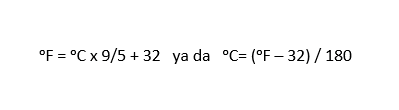 °F = °C x 9/5 + 32 ya da °C= (°F – 32) / 180